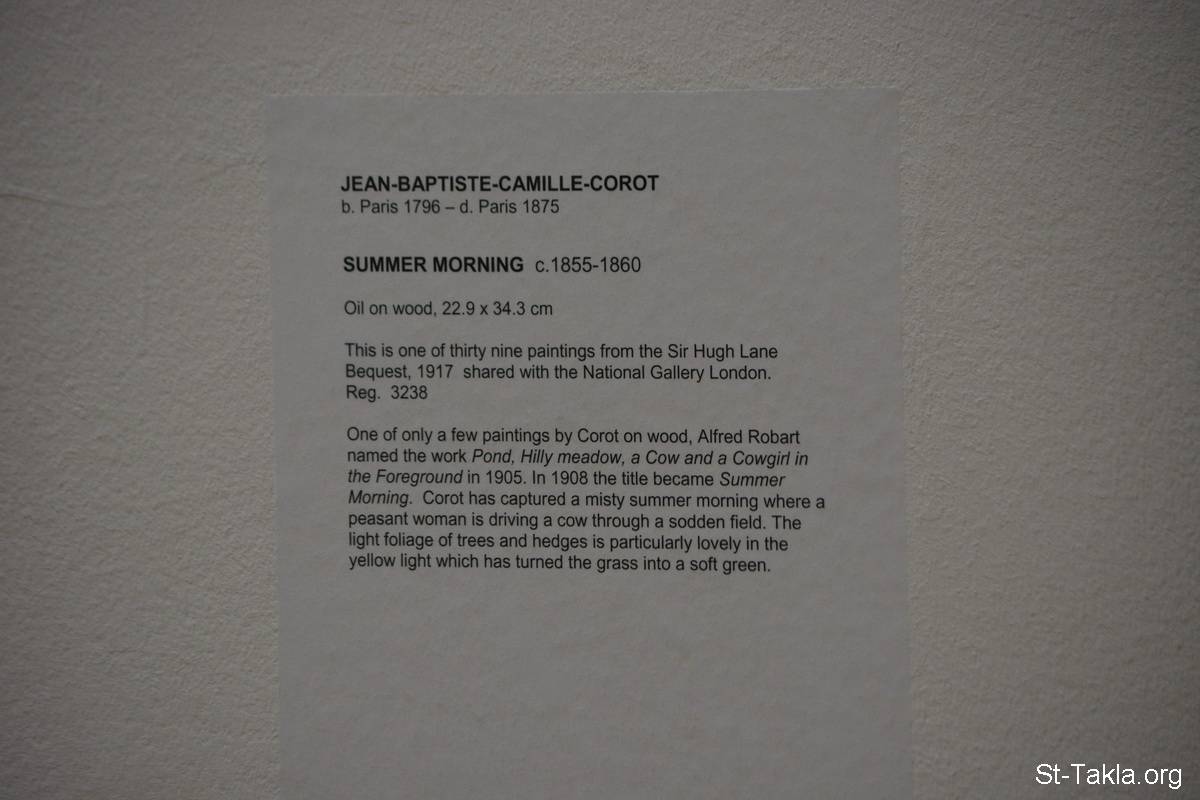 JEAN-BAPTISTE-CAMILLE-COROT
b. Paris 1796 – d. Paris 1875
SUMMER MORNING c.1855-1860
Oil on wood, 22.9 x 34.3 cm
This is one of thirty nine paintings from the Sir Hugh Lane
Bequest, 1917 shared with the National Gallery London.
Reg. 3238
One of only a few paintings by Corot on wood, Alfred Robart
named the work Pond, Hilly meadow, a Cow and a Cowgirl in
the Foreground in 1905. In 1908 the title became Summer
Morning. Corot has captured a misty summer morning where a
peasant woman is driving a cow through a sodden field. The
light foliage of trees and hedges is particularly lovely in the
yellow light which has turned the grass into a soft green.
St-Takla.org